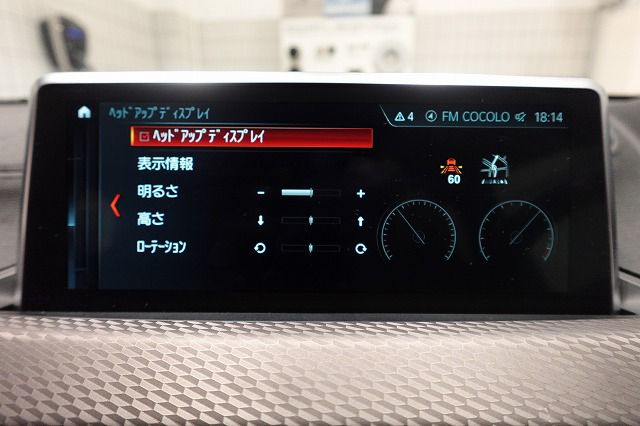 ﾍｯﾄﾞｱｯﾌﾟﾃﾞｨｽﾌﾟﾚｲ
4 FM COCOLO 18:14
ﾍｯﾄﾞｱｯﾌﾟﾃﾞｨｽﾌﾟﾚｲ
表示情報
明るさ - +
高さ
ﾛｰﾃｰｼｮﾝ
60